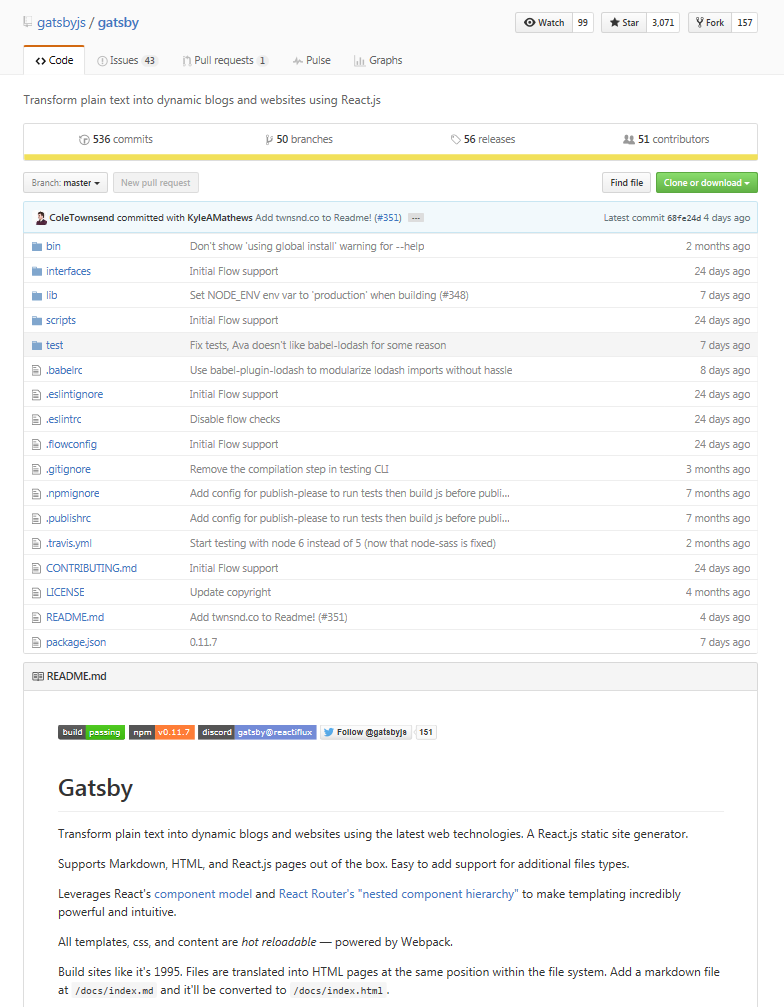 gatsbyjs / gatsby Watch 99 Star 3,071 Fork 157
Code Issues 43 Pull requests 1 Pulse Graphs
Transform plain text into dynamic blogs and websites using React.js
536 commits 50 branches 56 releases 51 contributors
Branch: master New pull request Find file Clone or download
ColeTownsend committed with KyleAMathews Add twnsnd.co to Readme! (#351) ... Latest commit 68fe24d 4 days ago
bin Don't show 'using global install' warning for --help 2 months ago
interfaces Initial Flow support 24 days ago
lib Set NODE_ENV env var to 'production' when building (#348) 7 days ago
scripts Initial Flow support 24 days ago
test Fix tests, Ava doesn't like babel-lodash for some reason 7 days ago
.babelrc Use babel-plugin-lodash to modularize lodash imports without hassle 8 days ago
.eslintignore Initial Flow support 24 days ago
.eslintrc Disable flow checks 24 days ago
.flowconfig Initial Flow support 24 days ago
.gitignore Remove the compilation step in testing CLI 3 months ago
.npmignore Add config for publish-please to run tests then build js before publi... 7 months ago
.publishrc Add config for publish-please to run tests then build js before publi... 7 months ago
.travis.yml Start testing with node 6 instead of 5 (now that node-sass is fixed) 2 months ago
CONTRIBUTING.md Initial Flow support 24 days ago
LICENSE Update copyright 4 months ago
README.md Add twnsnd.co to Readme! (#351) 4 days ago
package.json 0.11.7 7 days ago
README.md
build passing npm v0.11.7 discord gatsby@reactiflux Follow @gatsbyjs 151
Gatsby
Transform plain text into dynamic blogs and websites using the latest web technologies. A React.js static site generator.
Supports Markdown, HTML, and React.js pages out of the box. Easy to add support for additional files types.
Leverages React's component model and React Router's "nested component hierarchy" to make templating incredibly
powerful and intuitive.
All templates, css, and content are hot reloadable — powered by Webpack.
Build sites like it's 1995. Files are translated into HTML pages at the same position within the file system. Add a markdown file
at /docs/index.md and it'll be converted to /docs/index.html.